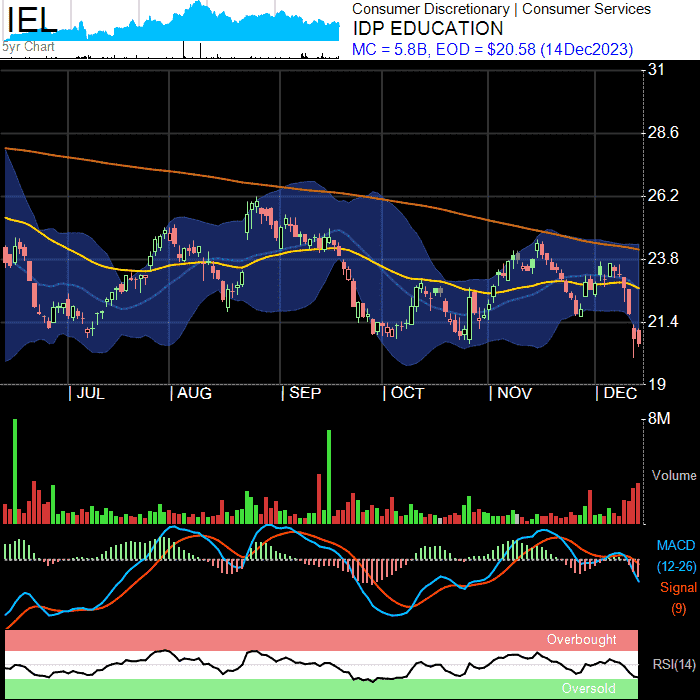 IEL
5yr Chart
Consumer Discretionary | Consumer Services
IDP EDUCATION
MC = 5.8B, EOD = $20.58 (14Dec2023)
31
28.6
26.2
23.8
21.4
19
| JUL | AUG | SEP | OCT | NOV | DEC
8M
Volume
MACD
(12-26)
Signal
(9)
Overbought
RSI(14)
Oversold